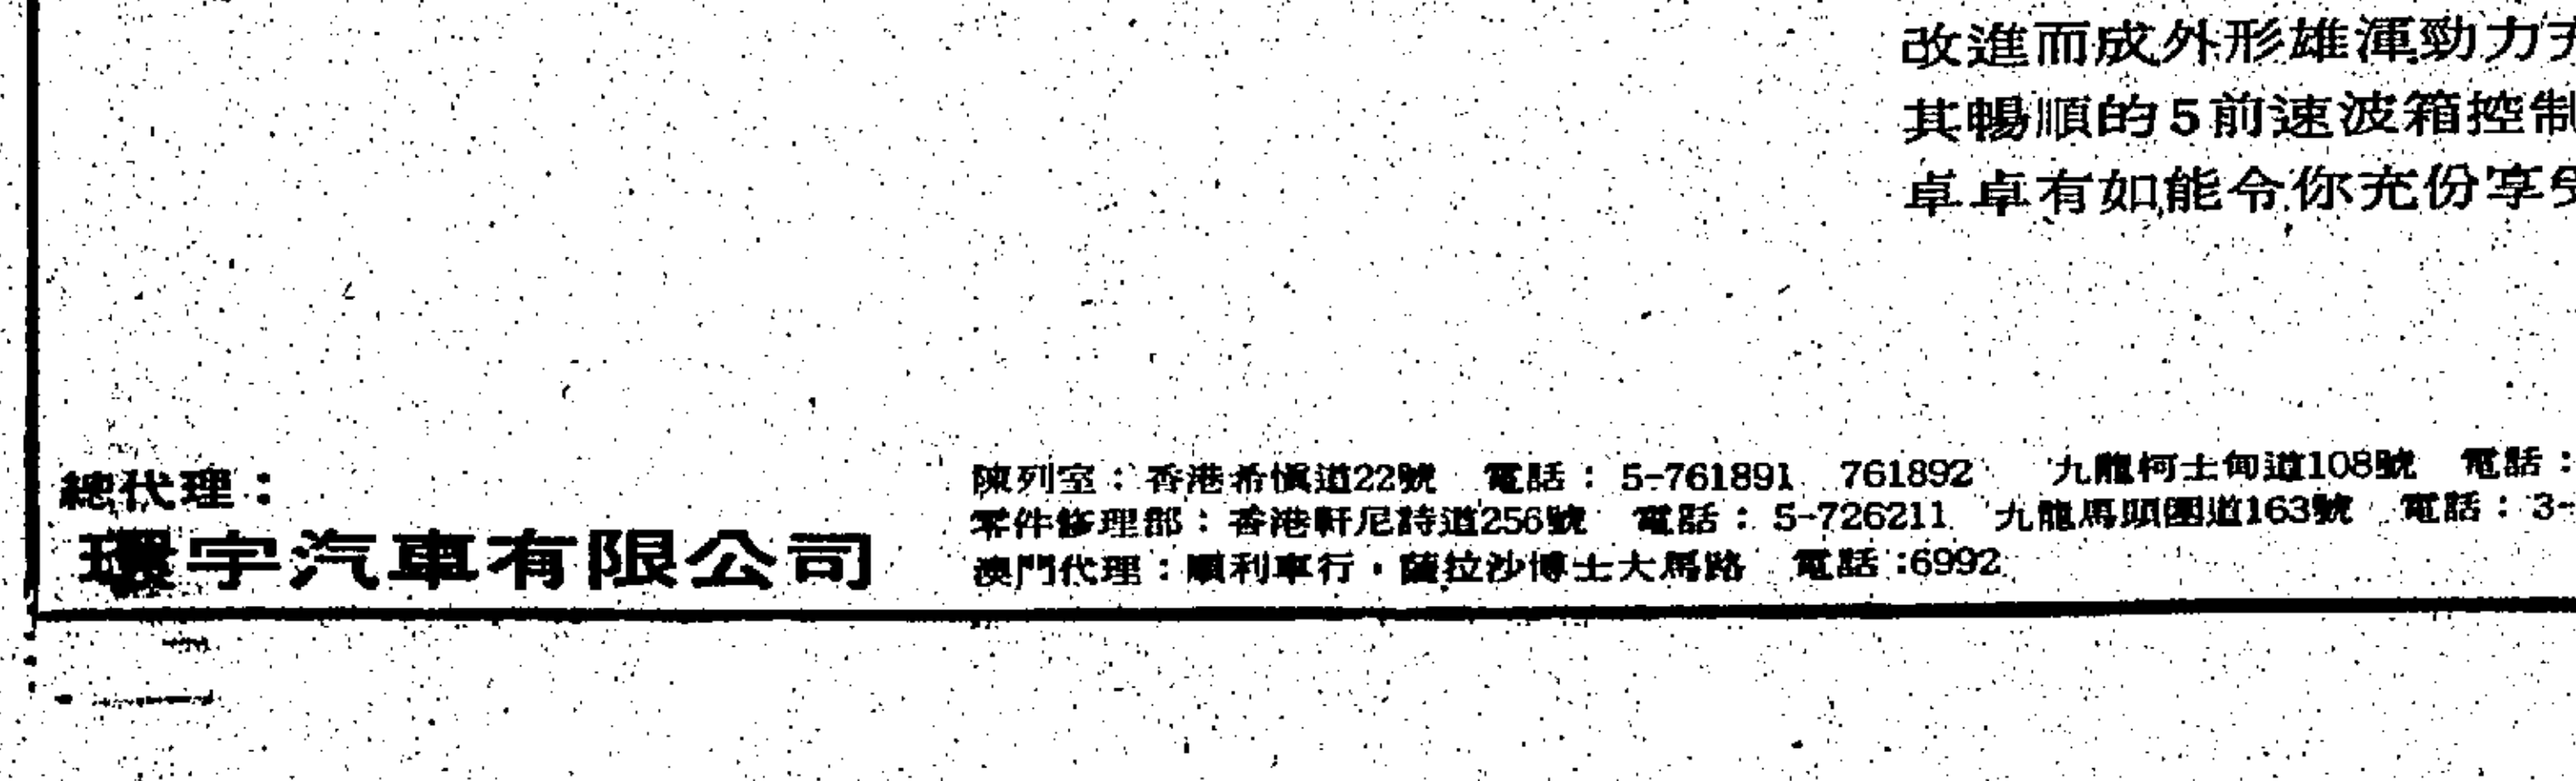 改進而成外形雄渾勁力充
其暢順的5前速波箱控制
卓卓有如能令你充份享受
總代理：
環宇汽車有限公司
陳列室：香港希慎道22號 電話：5-761891 761892 九龍柯士甸道108號 電話：
零件修理部：香港軒尼詩道256號 電話：5-726211 九龍馬頭圍道163號 電話：3-
澳門代理：順利車行・薩拉沙博士大馬路 電話:6992